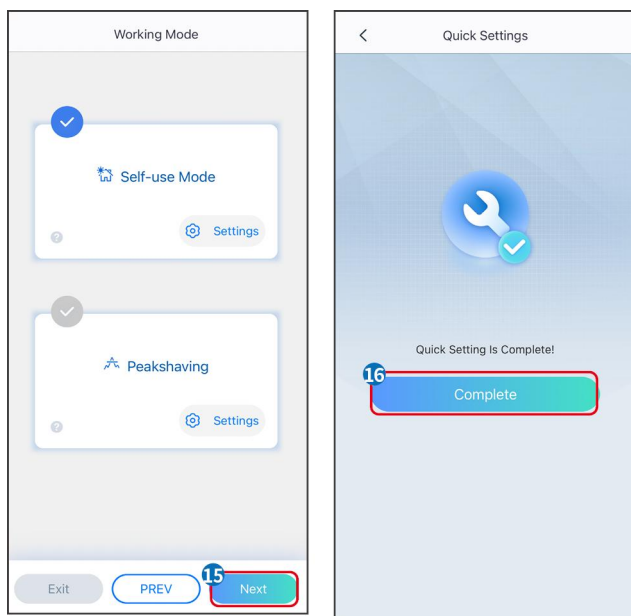 Working Mode
Self-use Mode
?
Settings
Peakshaving
?
Settings
Exit
PREV
15
Next
Quick Settings
Quick Setting Is Complete!
16
Complete